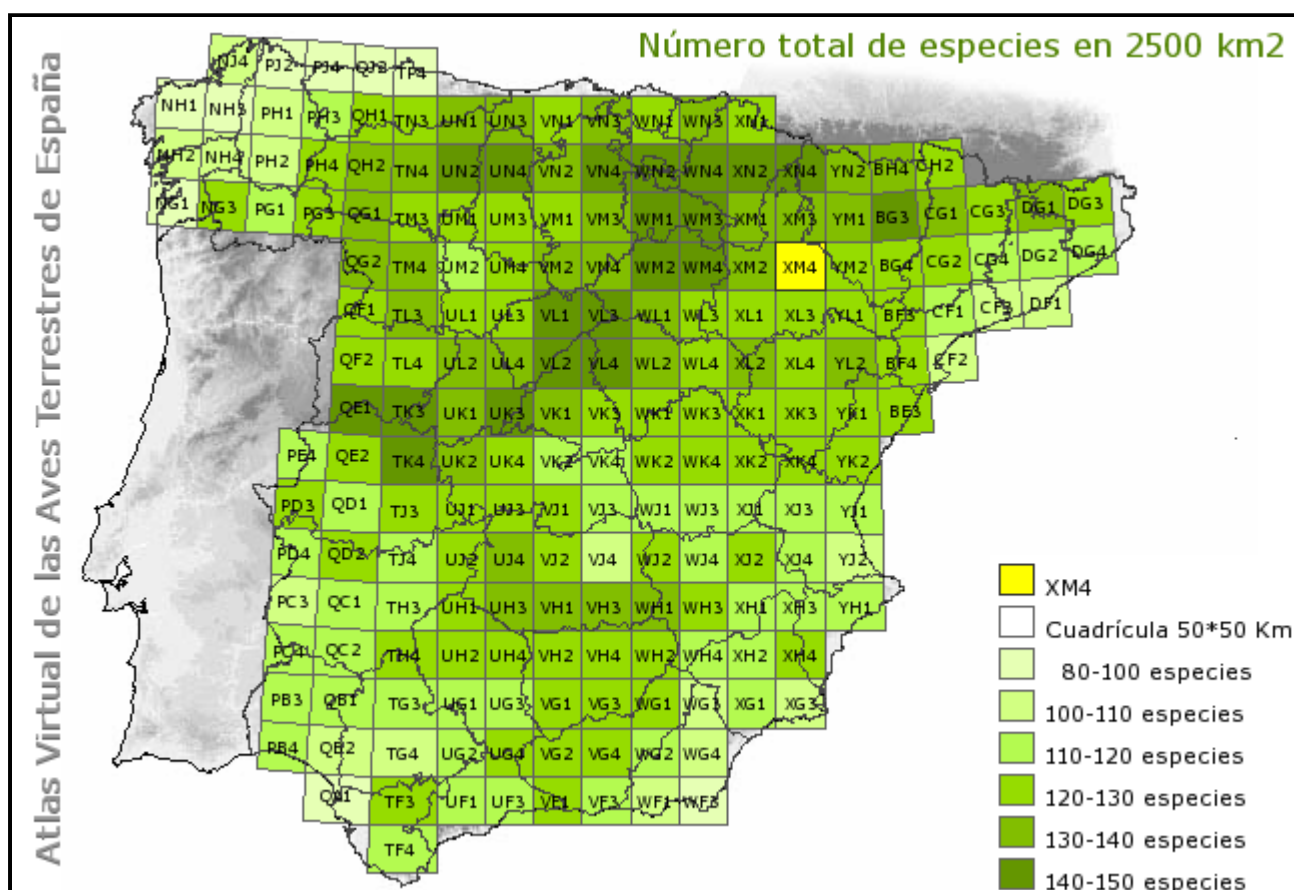 Número total de especies en 2500 km2
Atlas Virtual de las Aves Terrestres de España
NJ4 PJ2 PJ4 QJ2 TP4
NH1 NH3 PH1 PH3 QH1 TN3 UN1 UN3 VN1 VN3 WN1 WN3 XN1
NH2 NH4 PH2 PH4 QH2 TN4 UN2 UN4 VN2 VN4 WN2 WN4 XN2 XN4 YN2 BH4 CH2
NG1 NG3 PG1 PG3 QG1 TM3 UM1 UM3 VM1 VM3 WM1 WM3 XM1 XM3 YM1 BG3 CG1 CG3 DG1 DG3
QG2 TM4 UM2 UM4 VM2 VN4 WM2 WM4 XM2 XM4 YM2 BG4 CG2 CG4 DG2 DG4
QF1 TL3 UL1 UL3 VL1 VL3 WL1 WL3 XL1 XL3 YL1 BF3 CF1 CF3 DF1
QF2 TL4 UL2 UL4 VL2 VL4 WL2 WL4 XL2 XL4 YL2 BF4 CF2
QE1 TK3 UK1 UK3 VK1 VK3 WK1 WK3 XK1 XK3 YK1 BE3
PE4 QE2 TK4 UK2 UK4 VK2 VK4 WK2 WK4 XK2 XK4 YK2
PD3 QD1 TJ3 UJ1 UJ3 VJ1 VJ3 WJ1 WJ3 XJ1 XJ3 YJ1
PD4 QD2 TJ4 UJ2 UJ4 VJ2 VJ4 WJ2 WJ4 XJ2 XJ4 YJ2
PC3 QC1 TH3 UH1 UH3 VH1 VH3 WH1 WH3 XH1 XH3 YH1
PC4 QC2 TH4 UH2 UH4 VH2 VH4 WH2 WH4 XH2 XH4
PB3 QB1 TG3 UG1 UG3 VG1 VG3 WG1 WG3 XG1 XG3
PB4 QB2 TG4 UG2 UG4 VG2 VG4 WG2 WG4
TF3 UF1 UF3 VF1 VF3 WF1 WF3
TF4
XM4
Cuadrícula 50*50 Km
80-100 especies
100-110 especies
110-120 especies
120-130 especies
130-140 especies
140-150 especies